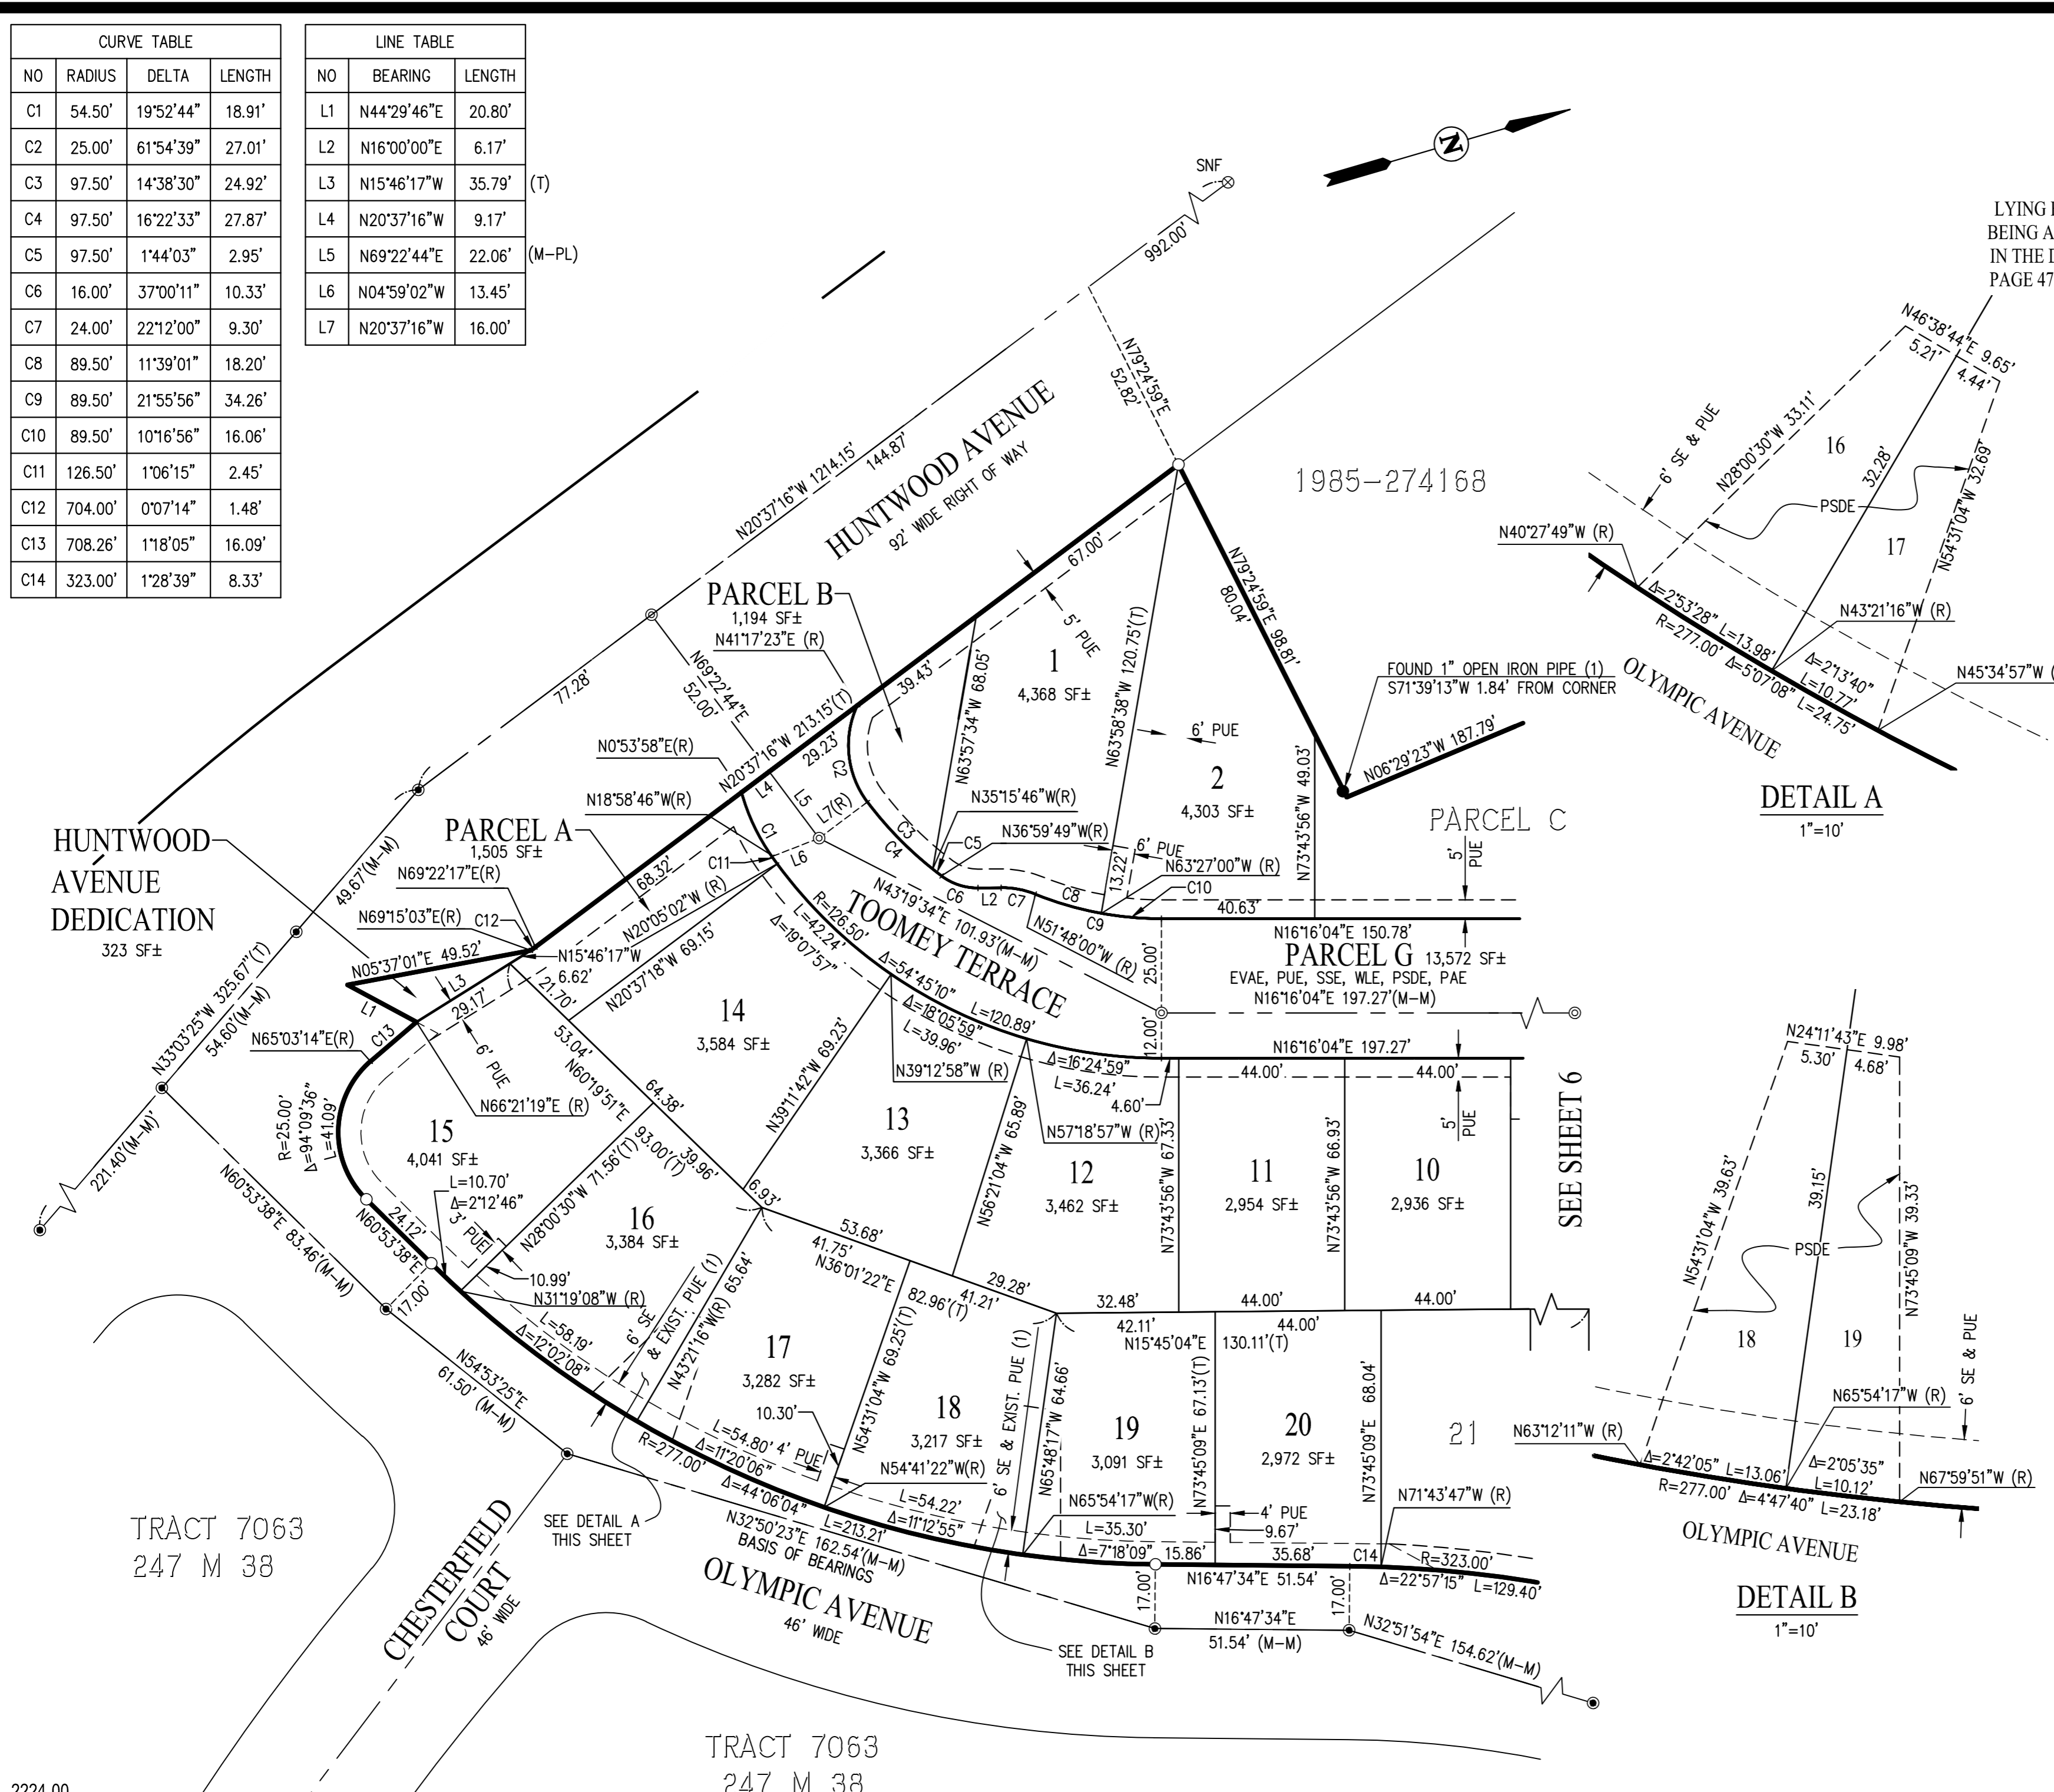 CURVE TABLE
NO RADIUS DELTA LENGTH
C1 54.50' 19°52'44" 18.91'
C2 25.00' 61°54'39" 27.01'
C3 97.50' 14°38'30" 24.92'
C4 97.50' 16°22'33" 27.87'
C5 97.50' 1°44'03" 2.95'
C6 16.00' 37°00'11" 10.33'
C7 24.00' 22°12'00" 9.30'
C8 89.50' 11°39'01" 18.20'
C9 89.50' 21°55'56" 34.26'
C10 89.50' 10°16'56" 16.06'
C11 126.50' 1°06'15" 2.45'
C12 704.00' 0°07'14" 1.48'
C13 708.26' 1°18'05" 16.09'
C14 323.00' 1°28'39" 8.33'
LINE TABLE
NO BEARING LENGTH
L1 N44°29'46"E 20.80'
L2 N16°00'00"E 6.17'
L3 N15°46'17"W 35.79' (T)
L4 N20°37'16"W 9.17'
L5 N69°22'44"E 22.06' (M-PL)
L6 N04°59'02"W 13.45'
L7 N20°37'16"W 16.00'
SNF
992.00'
N
N79°24'59"E
52.82'
N20°37'16"W 1214.15'
144.87'
HUNTWOOD AVENUE
92' WIDE RIGHT OF WAY
1985-274168
77.28'
N69°22'44"E
52.00'
PARCEL B
1,194 SF±
N41°17'23"E (R)
67.00'
5' PUE
39.43'
N20°37'16"W 213.15'(T)
29.23'
N63°57'34"W 68.05'
1
4,368 SF±
N63°58'38"W 120.75'(T)
N79°24'59"E 98.81'
80.04'
FOUND 1" OPEN IRON PIPE (1)
S71°39'13"W 1.84' FROM CORNER
6' PUE
2
4,303 SF±
N73°43'56"W 49.03'
N06°29'23"W 187.79'
PARCEL C
5'
PUE
N0°53'58"E(R)
N18°58'46"W(R)
L4
L5
L7(R)
C2
C3
C4
C5
C1
C11
L6
N35°15'46"W(R)
N36°59'49"W(R)
6' PUE
13.22'
N63°27'00"W (R)
C10
C6
L2
C7
C8
C9
40.63'
N51°48'00"W (R)
N16°16'04"E 150.78'
PARCEL G 13,572 SF±
EVAE, PUE, SSE, WLE, PSDE, PAE
N16°16'04"E 197.27'(M-M)
25.00'
12.00'
N43°19'34"E 101.93'(M-M)
TOOMEY TERRACE
HUNTWOOD
AVENUE
DEDICATION
323 SF±
PARCEL A
1,505 SF±
N69°22'17"E(R)
N69°15'03"E(R)
C12
49.67'(M-M)
68.32'
N05°37'01"E 49.52'
N33°03'25"W 325.67'(T)
54.60'(M-M)
221.40'(M-M)'
L1
L3
29.17'
C13
N65°03'14"E(R)
6' PUE
N66°21'19"E (R)
N15°46'17"W
6.62'
21.70'
N20°05'02"W (R)
N20°37'18"W 69.15'
R=126.50'
L=42.24'
Δ=19°07'57"
Δ=54°45'10" L=120.89'
Δ=18°05'59"
L=39.96'
Δ=16°24'59"
L=36.24'
14
3,584 SF±
53.04'
N60°19'51"E
93.00'(T)
64.38'
39.96'
6.93'
N39°11'42"W 69.23'
N39°12'58"W (R)
13
3,366 SF±
N56°21'04"W 65.89'
N57°18'57"W (R)
4.60'
12
3,462 SF±
N73°43'56"W 67.33'
N16°16'04"E 197.27'
44.00'
44.00'
11
2,954 SF±
N73°43'56"W 66.93'
10
2,936 SF±
5'
PUE
SEE SHEET 6
R=25.00'
Δ=94°09'36"
L=41.09'
15
4,041 SF±
L=10.70'
Δ=2°12'46"
24.12'
N60°53'38"E
3' PUE
N28°00'30"W 71.56'(T)
10.99'
N31°19'08"W (R)
N60°53'38"E 83.46'(M-M)
17.00'
16
3,384 SF±
L=58.19'
Δ=12°02'08"
6' SE
& EXIST. PUE (1)
N43°21'16"W(R) 65.64'
53.68'
41.75'
N36°01'22"E
82.96'(T)
29.28'
41.21'
17
3,282 SF±
10.30'
N54°31'04"W 69.25'(T)
L=54.80' 4' PUE
Δ=11°20'06"
R=277.00'
Δ=44°06'04"
L=213.21'
18
3,217 SF±
N54°41'22"W(R)
6' SE & EXIST. PUE (1)
L=54.22'
Δ=11°12'55"
N65°48'17"W 64.66'
32.48'
44.00'
44.00'
42.11'
N15°45'04"E 130.11'(T)
44.00'
19
3,091 SF±
N65°54'17"W(R)
L=35.30'
Δ=7°18'09"
15.86'
N73°45'09"E 67.13'(T)
20
2,972 SF±
4' PUE
9.67'
35.68'
N73°45'09"E 68.04'
C14
21
N71°43'47"W (R)
R=323.00'
Δ=22°57'15" L=129.40'
N16°47'34"E 51.54'
17.00'
17.00'
N16°47'34"E
51.54' (M-M)
N32°51'54"E 154.62'(M-M)
N54°53'25"E
61.50' (M-M)
N32°50'23"E 162.54'(M-M)
BASIS OF BEARINGS
OLYMPIC AVENUE
46' WIDE
SEE DETAIL A
THIS SHEET
SEE DETAIL B
THIS SHEET
CHESTERFIELD
COURT
46' WIDE
TRACT 7063
247 M 38
TRACT 7063
247 M 38
LYING
BEING A
IN THE
PAGE 47
N46°38'44"E 9.65'
5.21'
4.44'
6' SE & PUE
N28°00'30"W 33.11'
16
32.28'
PSDE
17
N54°31'04"W 32.69'
N40°27'49"W (R)
N43°21'16"W (R)
N45°34'57"W
Δ=2°53'28" L=13.98'
R=277.00' Δ=5°07'08" L=24.75'
Δ=2°13'40"
L=10.77'
OLYMPIC AVENUE
DETAIL A
1"=10'
N24°11'43"E 9.98'
5.30'
4.68'
N54°31'04"W 39.63'
39.15'
PSDE
N73°45'09"W 39.33'
18
19
6' SE & PUE
N65°54'17"W (R)
N63°12'11"W (R)
N67°59'51"W (R)
Δ=2°42'05" L=13.06'
Δ=2°05'35"
L=10.12'
R=277.00' Δ=4°47'40" L=23.18'
OLYMPIC AVENUE
DETAIL B
1"=10'